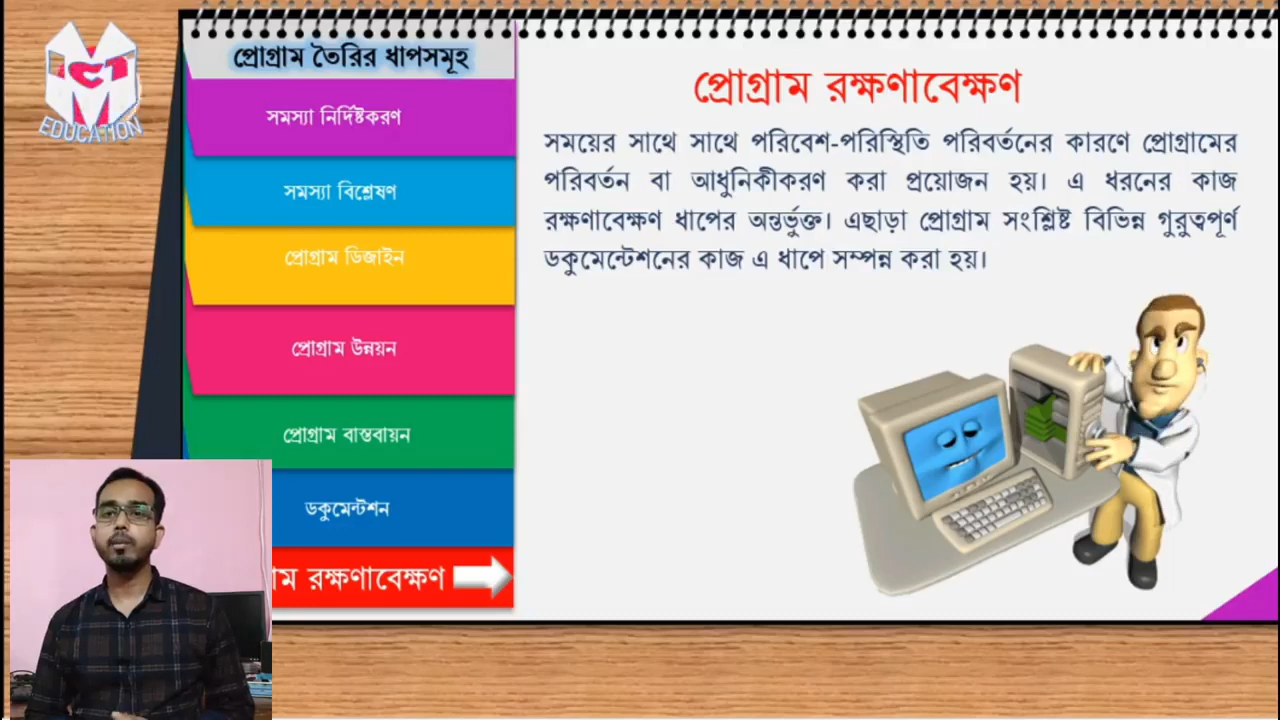 প্রোগ্রাম তৈরির ধাপসমূহ
সমস্যা নির্দিষ্টকরণ
সমস্যা বিশ্লেষণ
প্রোগ্রাম ডিজাইন
প্রোগ্রাম উন্নয়ন
প্রোগ্রাম বাস্তবায়ন
ডকুমেন্টশন
রক্ষণাবেক্ষণ
প্রোগ্রাম রক্ষণাবেক্ষণ
সময়ের সাথে সাথে পরিবেশ-পরিস্থিতি পরিবর্তনের কারণে প্রোগ্রামের
পরিবর্তন বা আধুনিকীকরণ করা প্রয়োজন হয়। এ ধরনের কাজ
রক্ষণাবেক্ষণ ধাপের অন্তর্ভুক্ত। এছাড়া প্রোগ্রাম সংশ্লিষ্ট বিভিন্ন গুরুত্বপূর্ণ
ডকুমেন্টেশনের কাজ এ ধাপে সম্পন্ন করা হয়।
EDUCATION